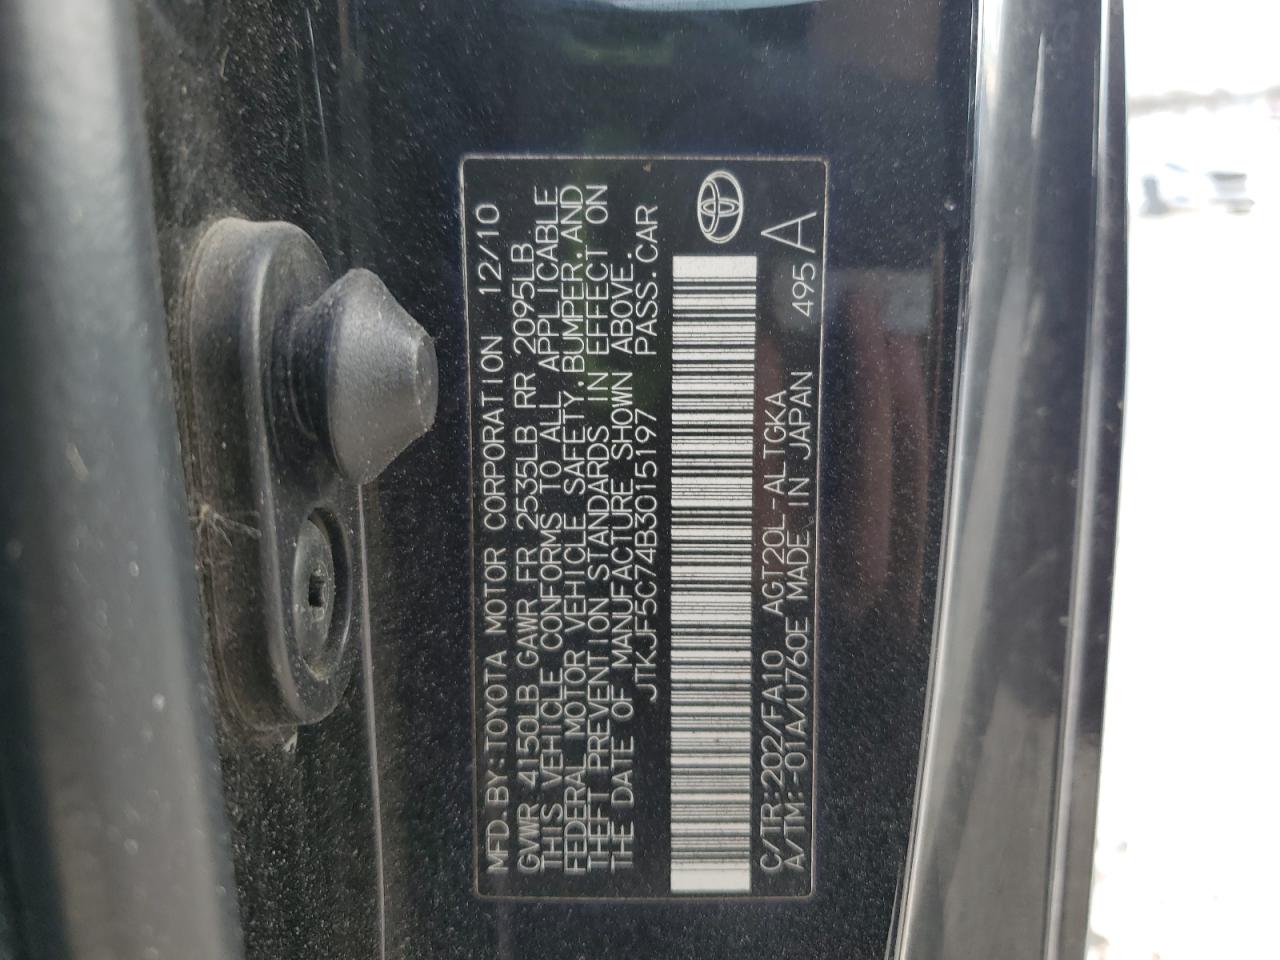 MFD.BY:TOYOTA MOTOR CORPORATION 12/10
GVWR 4150LB GAWR FR 2535LB RR 2095LB
THIS VEHICLE CONFORMS TO ALL APPLICABLE
FEDERAL MOTOR VEHICLE SAFETY,BUMPER,AND
THEFT PREVENTION STANDARDS IN EFFECT ON
THE DATE OF MANUFACTURE SHOWN ABOVE.
JTKJF5C74B3015197 PASS.CAR
C/TR:202/FA10 AGT20L-ALTGKA
A/TM:-01A/U760E MADE IN JAPAN 495 A